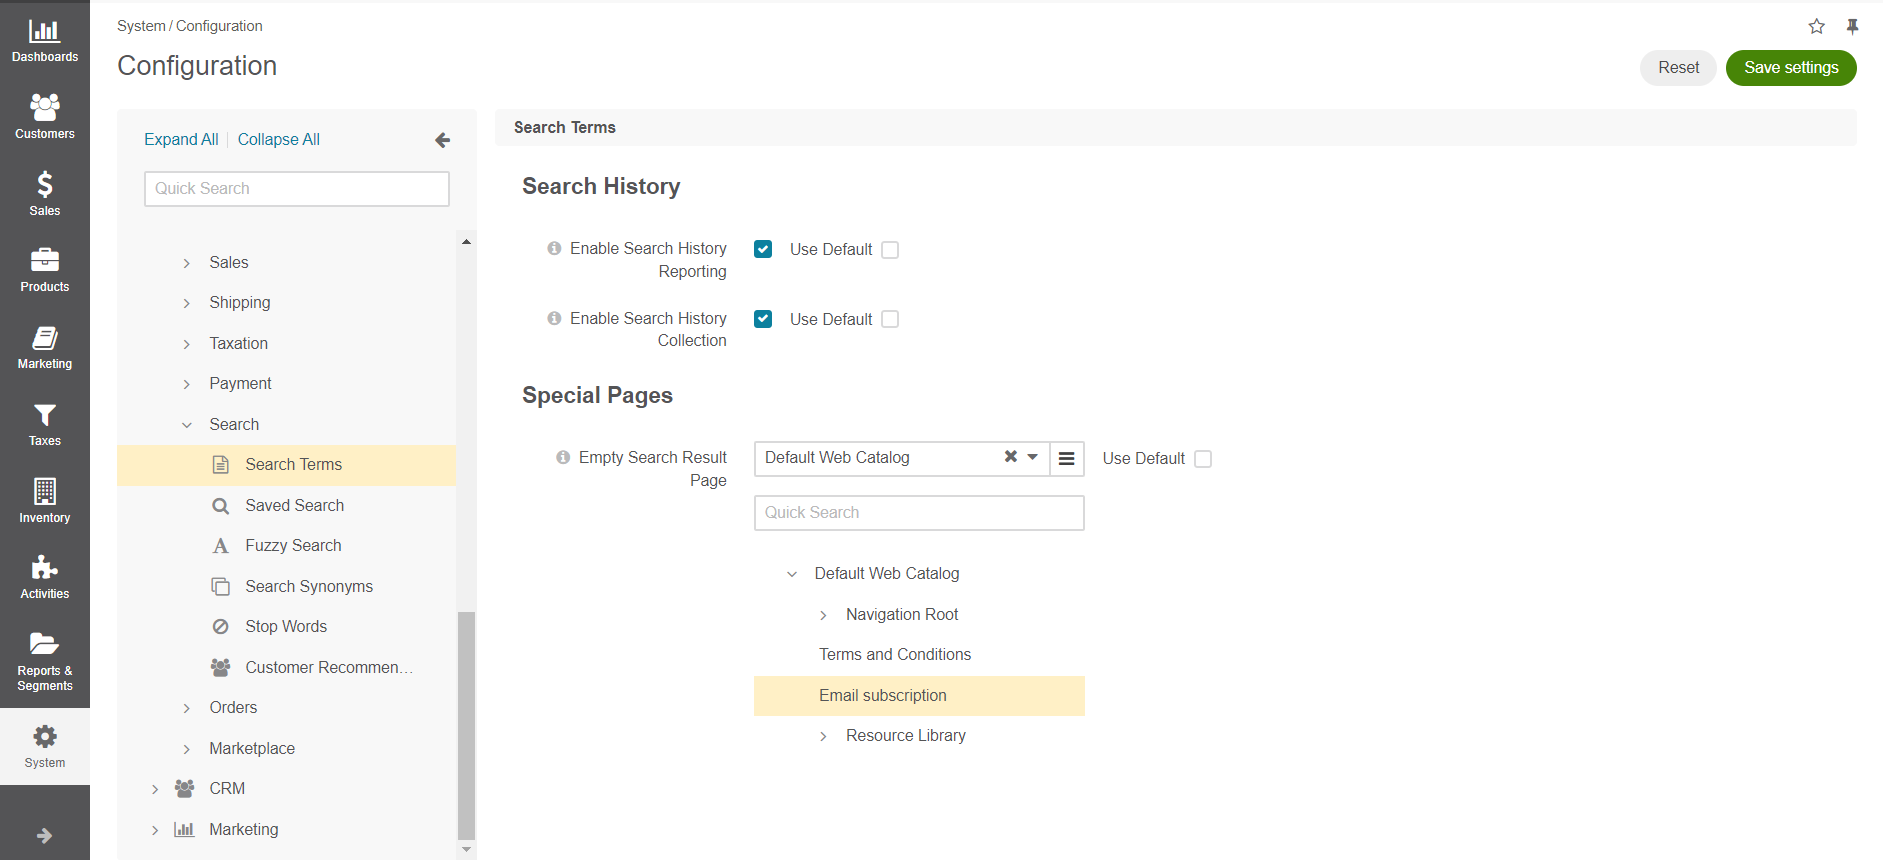 Dashboards
Customers
Sales
Products
Marketing
Taxes
Inventory
Activities
Reports &
Segments
System
System / Configuration
Configuration
Reset
Save settings
Expand All
Collapse All
Quick Search
Sales
Shipping
Taxation
Payment
Search
Search Terms
Saved Search
Fuzzy Search
Search Synonyms
Stop Words
Customer Recommen...
Orders
Marketplace
CRM
Marketing
Search Terms
Search History
Enable Search History
Reporting
Use Default
Enable Search History
Collection
Use Default
Special Pages
Empty Search Result
Page
Default Web Catalog
Use Default
Quick Search
Default Web Catalog
Navigation Root
Terms and Conditions
Email subscription
Resource Library